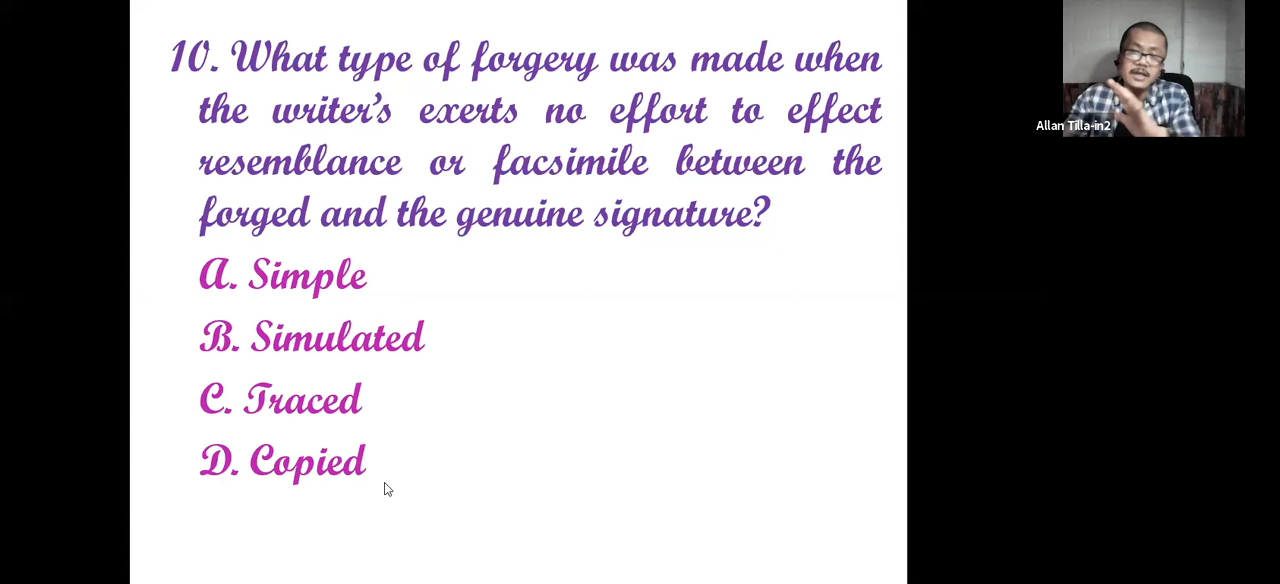 10. What type of forgery was made when
the writer's exerts no effort to effect
resemblance or facsimile between the
forged and the genuine signature?
A. Simple
B. Simulated
C. Traced
D. Copied
Allan Tilla-in2